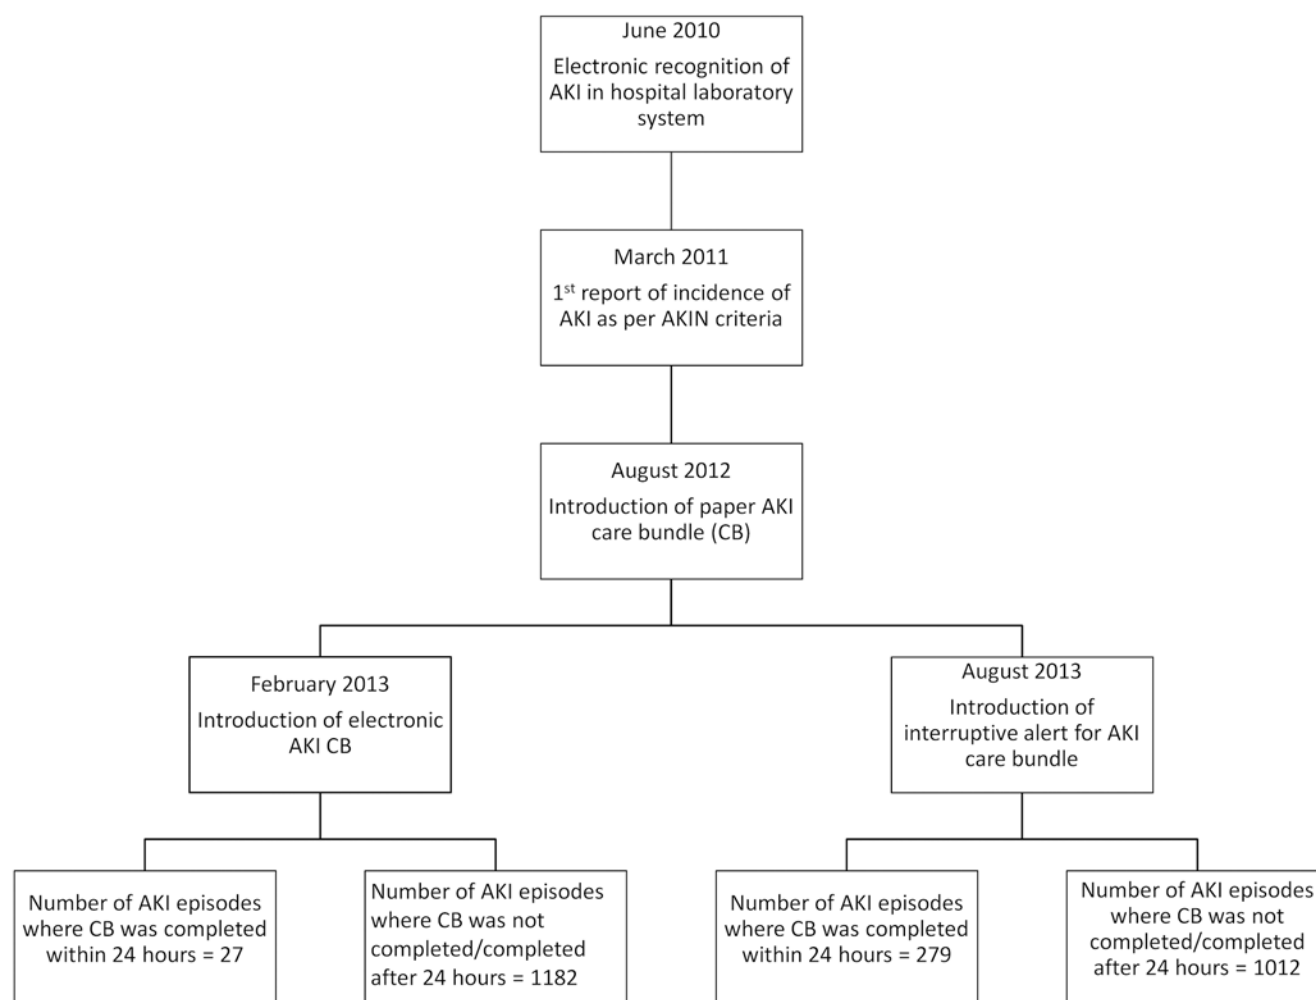 June 2010
Electronic recognition of
AKI in hospital laboratory
system
March 2011
1st report of incidence of
AKI as per AKIN criteria
August 2012
Introduction of paper AKI
care bundle (CB)
February 2013
Introduction of electronic
AKI CB
August 2013
Introduction of
interruptive alert for AKI
care bundle
Number of AKI episodes
where CB was completed
within 24 hours = 27
Number of AKI episodes
where CB was not
completed/completed
after 24 hours = 1182
Number of AKI episodes
where CB was completed
within 24 hours = 279
Number of AKI episodes
where CB was not
completed/completed
after 24 hours = 1012